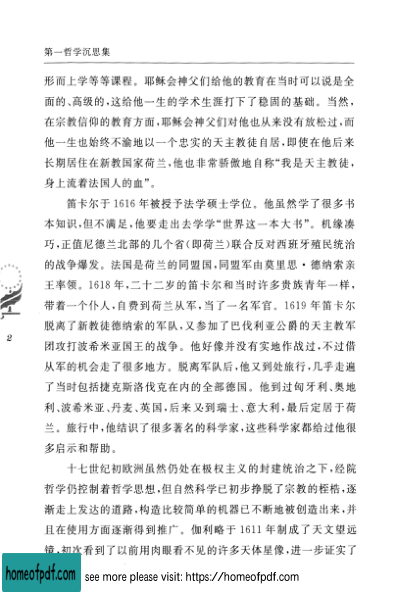 第一哲学沉思集
形而上学等等课程。耶稣会神父们给他的教育在当时可以说是全
面的、高级的,这给他一生的学术生涯打下了稳固的基础。当然,
在宗教信仰的教育方面,耶稣会神父们对他也从来没有放松过,而
他一生也始终不渝地以一个忠实的天主教徒自居,即使在他后来
长期居住在新教国家荷兰,他也非常骄傲地自称“我是天主教徒,
身上流着法国人的血”。
笛卡尔于 1616 年被授予法学硕士学位。他虽然学了很多书
本知识,但不满足,他要走出去学学“世界这一本大书”。机缘凑
巧,正值尼德兰北部的几个省(即荷兰)联合反对西班牙殖民统治
的战争爆发。法国是荷兰的同盟国,同盟军由莫里思·德纳索亲
王率领。1618 年,二十二岁的笛卡尔和当时许多贵族青年一样,
带着一个仆人,自费到荷兰从军,当了一名军官。1619 年笛卡尔
脱离了新教徒德纳索的军队,又参加了巴伐利亚公爵的天主教军
团攻打波希米亚国王的战争。他好像并没有实地作战过,不过借
从军的机会走了很多地方。脱离军队后,他又到处旅行,几乎走遍
了当时包括捷克斯洛伐克在内的全部德国。他到过匈牙利、奥地
利、波希米亚、丹麦、英国,后来又到瑞士、意大利,最后定居于荷
兰。旅行中,他结识了很多著名的科学家,这些科学家都给过他很
多启示和帮助。
十七世纪初欧洲虽然仍处在极权主义的封建统治之下,经院
哲学仍控制着哲学思想,但自然科学已初步挣脱了宗教的桎梏,逐
渐走上发达的道路,构造比较简单的机器已不断地被创造出来,并
且在使用方面逐渐得到推广。伽利略于 1611 年制成了天文望远
镜,初次看到了以前用肉眼看不见的许多天体星像,进一步证实了
2
homeofpdf.com
see more please visit: https://homeofpdf.com